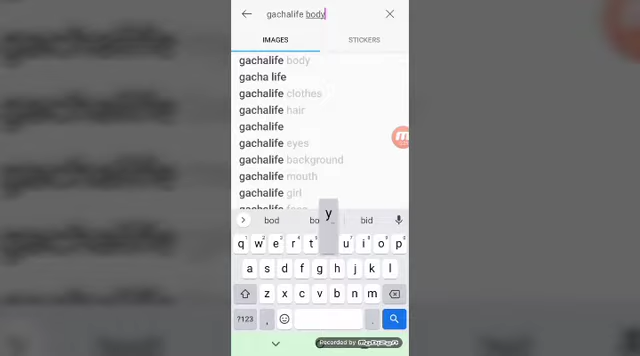 gachalife body
IMAGES STICKERS
gachalife body
gacha life
gachalife clothes
gachalife hair
gachalife
gachalife eyes
gachalife background
gachalife mouth
gachalife girl
gachalife
y
bod bid
q w e r t u i o p
a s d f g h j k l
z x c v b n m
?123 , .
Recorded by